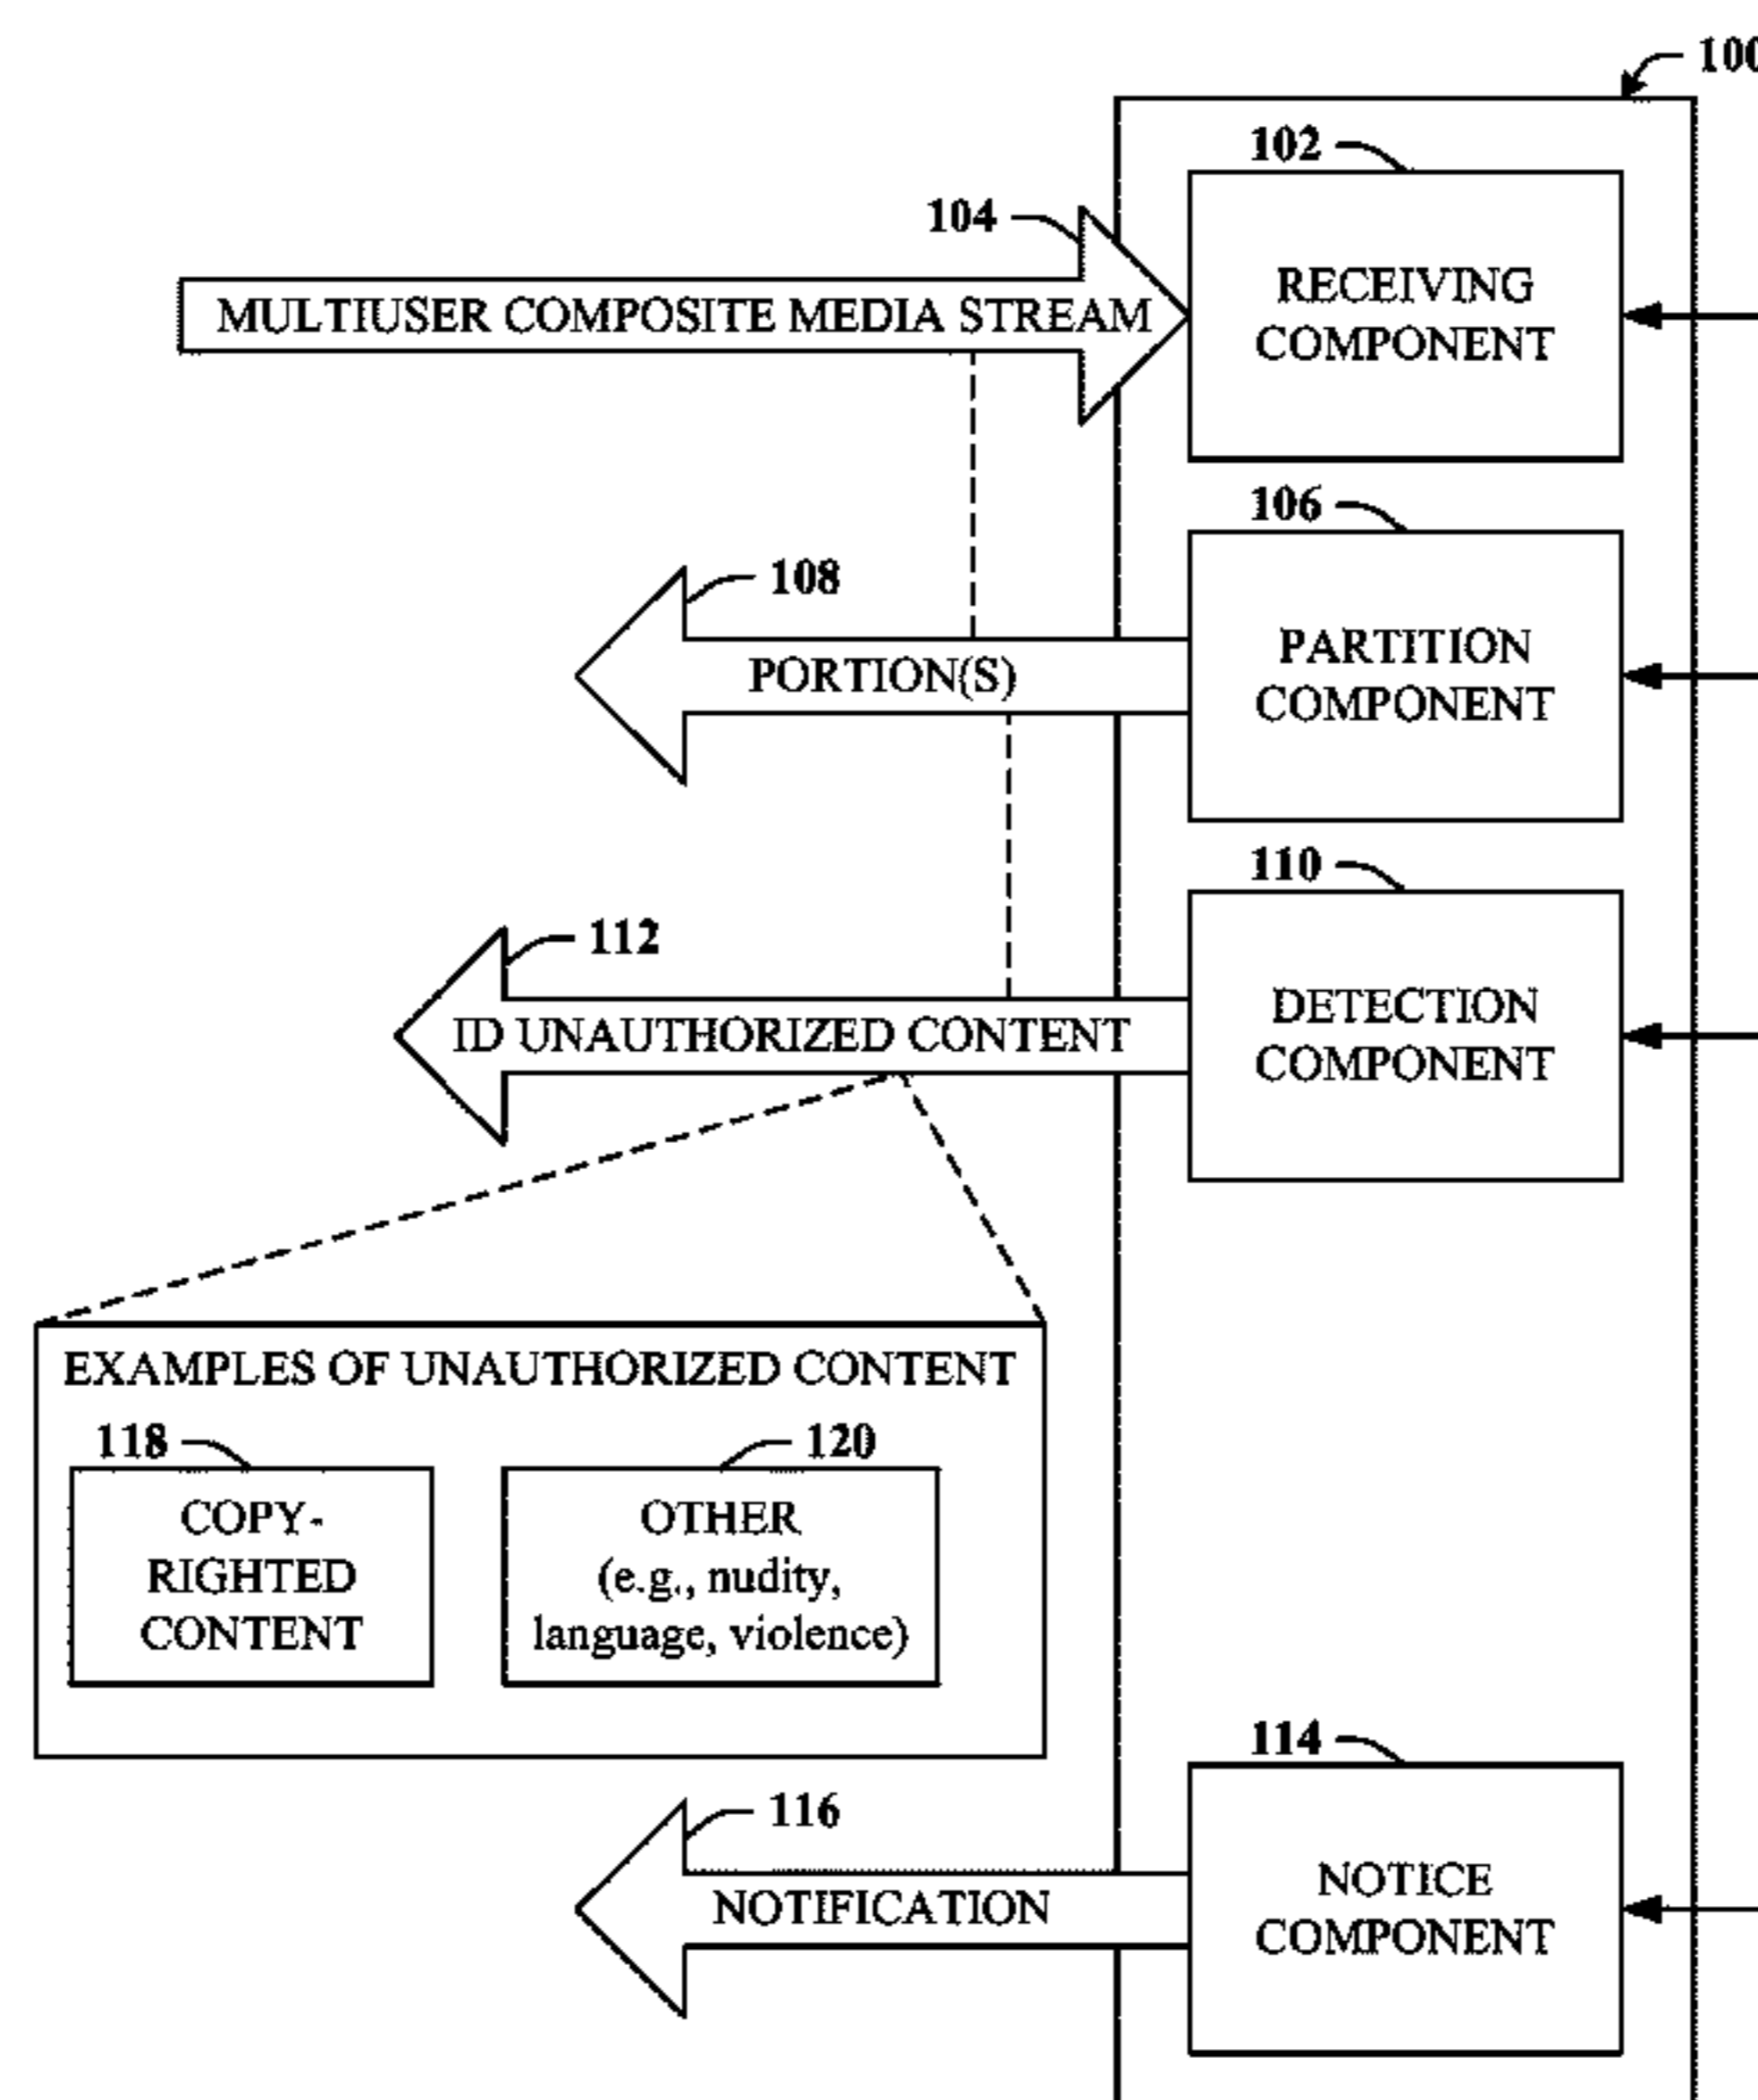 100
102
104
RECEIVING
COMPONENT
MULTIUSER COMPOSITE MEDIA STREAM
106
108
PARTITION
COMPONENT
PORTION(S)
110
112
DETECTION
COMPONENT
ID UNAUTHORIZED CONTENT
EXAMPLES OF UNAUTHORIZED CONTENT
118
120
COPY-
RIGHTED
CONTENT
OTHER
(e.g., nudity,
language, violence)
114
116
NOTICE
COMPONENT
NOTIFICATION